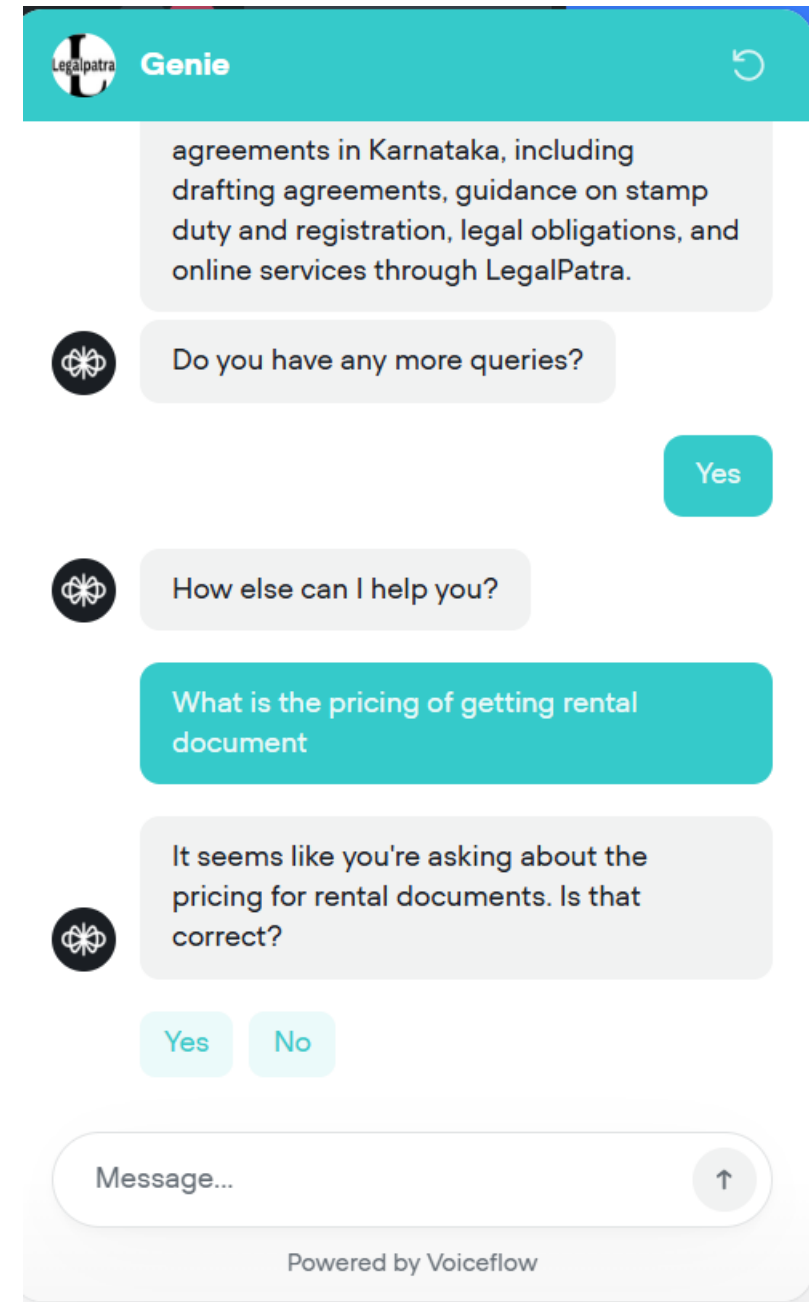 Legalpatra
Genie
agreements in Karnataka, including
drafting agreements, guidance on stamp
duty and registration, legal obligations, and
online services through LegalPatra.
Do you have any more queries?
Yes
How else can I help you?
What is the pricing of getting rental
document
It seems like you're asking about the
pricing for rental documents. Is that
correct?
Yes No
Message...
Powered by Voiceflow